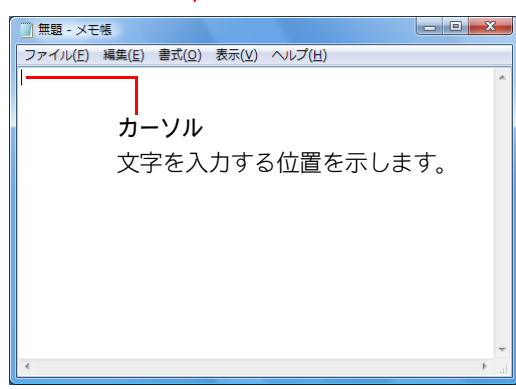 無題 - メモ帳
ファイル(F) 編集(E) 書式(O) 表示(V) ヘルプ(H)
カーソル
文字を入力する位置を示します。